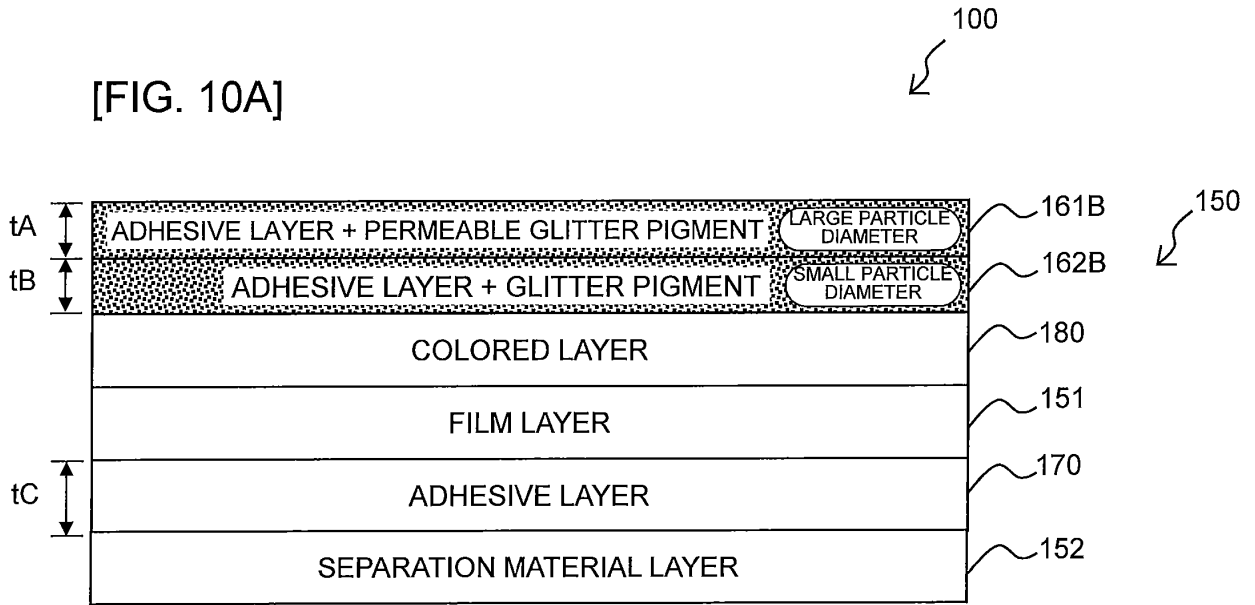 100
[FIG. 10A]
tA
ADHESIVE LAYER + PERMEABLE GLITTER PIGMENT
LARGE PARTICLE
DIAMETER
161B
150
tB
ADHESIVE LAYER + GLITTER PIGMENT
SMALL PARTICLE
DIAMETER
162B
COLORED LAYER
180
FILM LAYER
151
tC
ADHESIVE LAYER
170
SEPARATION MATERIAL LAYER
152